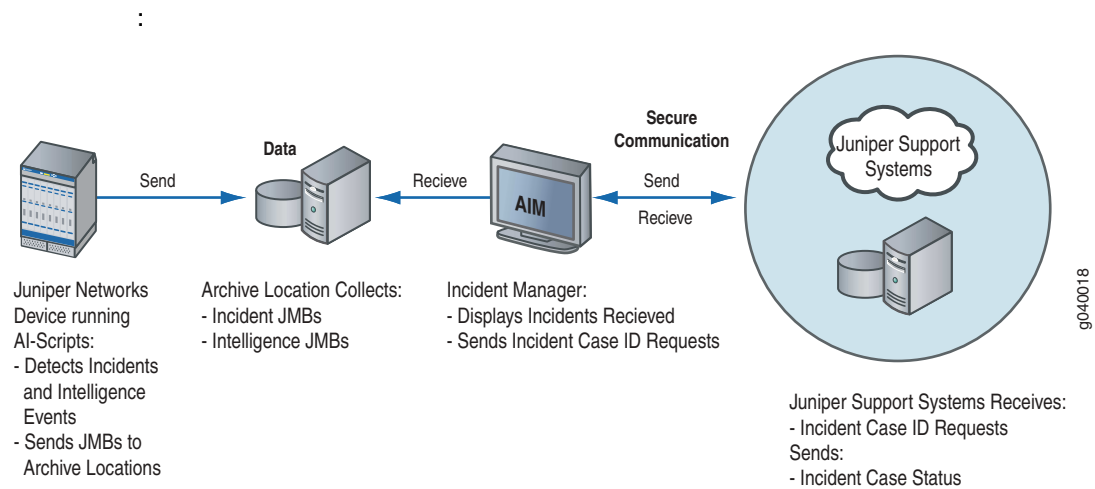 :
Secure
Communication
Data
Send
Recieve
AIM
Send
Recieve
Juniper Support
Systems
Juniper Networks
Device running
AI-Scripts:
- Detects Incidents
and Intelligence
Events
- Sends JMBs to
Archive Locations
Archive Location Collects:
- Incident JMBs
- Intelligence JMBs
Incident Manager:
- Displays Incidents Recieved
- Sends Incident Case ID Requests
Juniper Support Systems Receives:
- Incident Case ID Requests
Sends:
- Incident Case Status
g040018